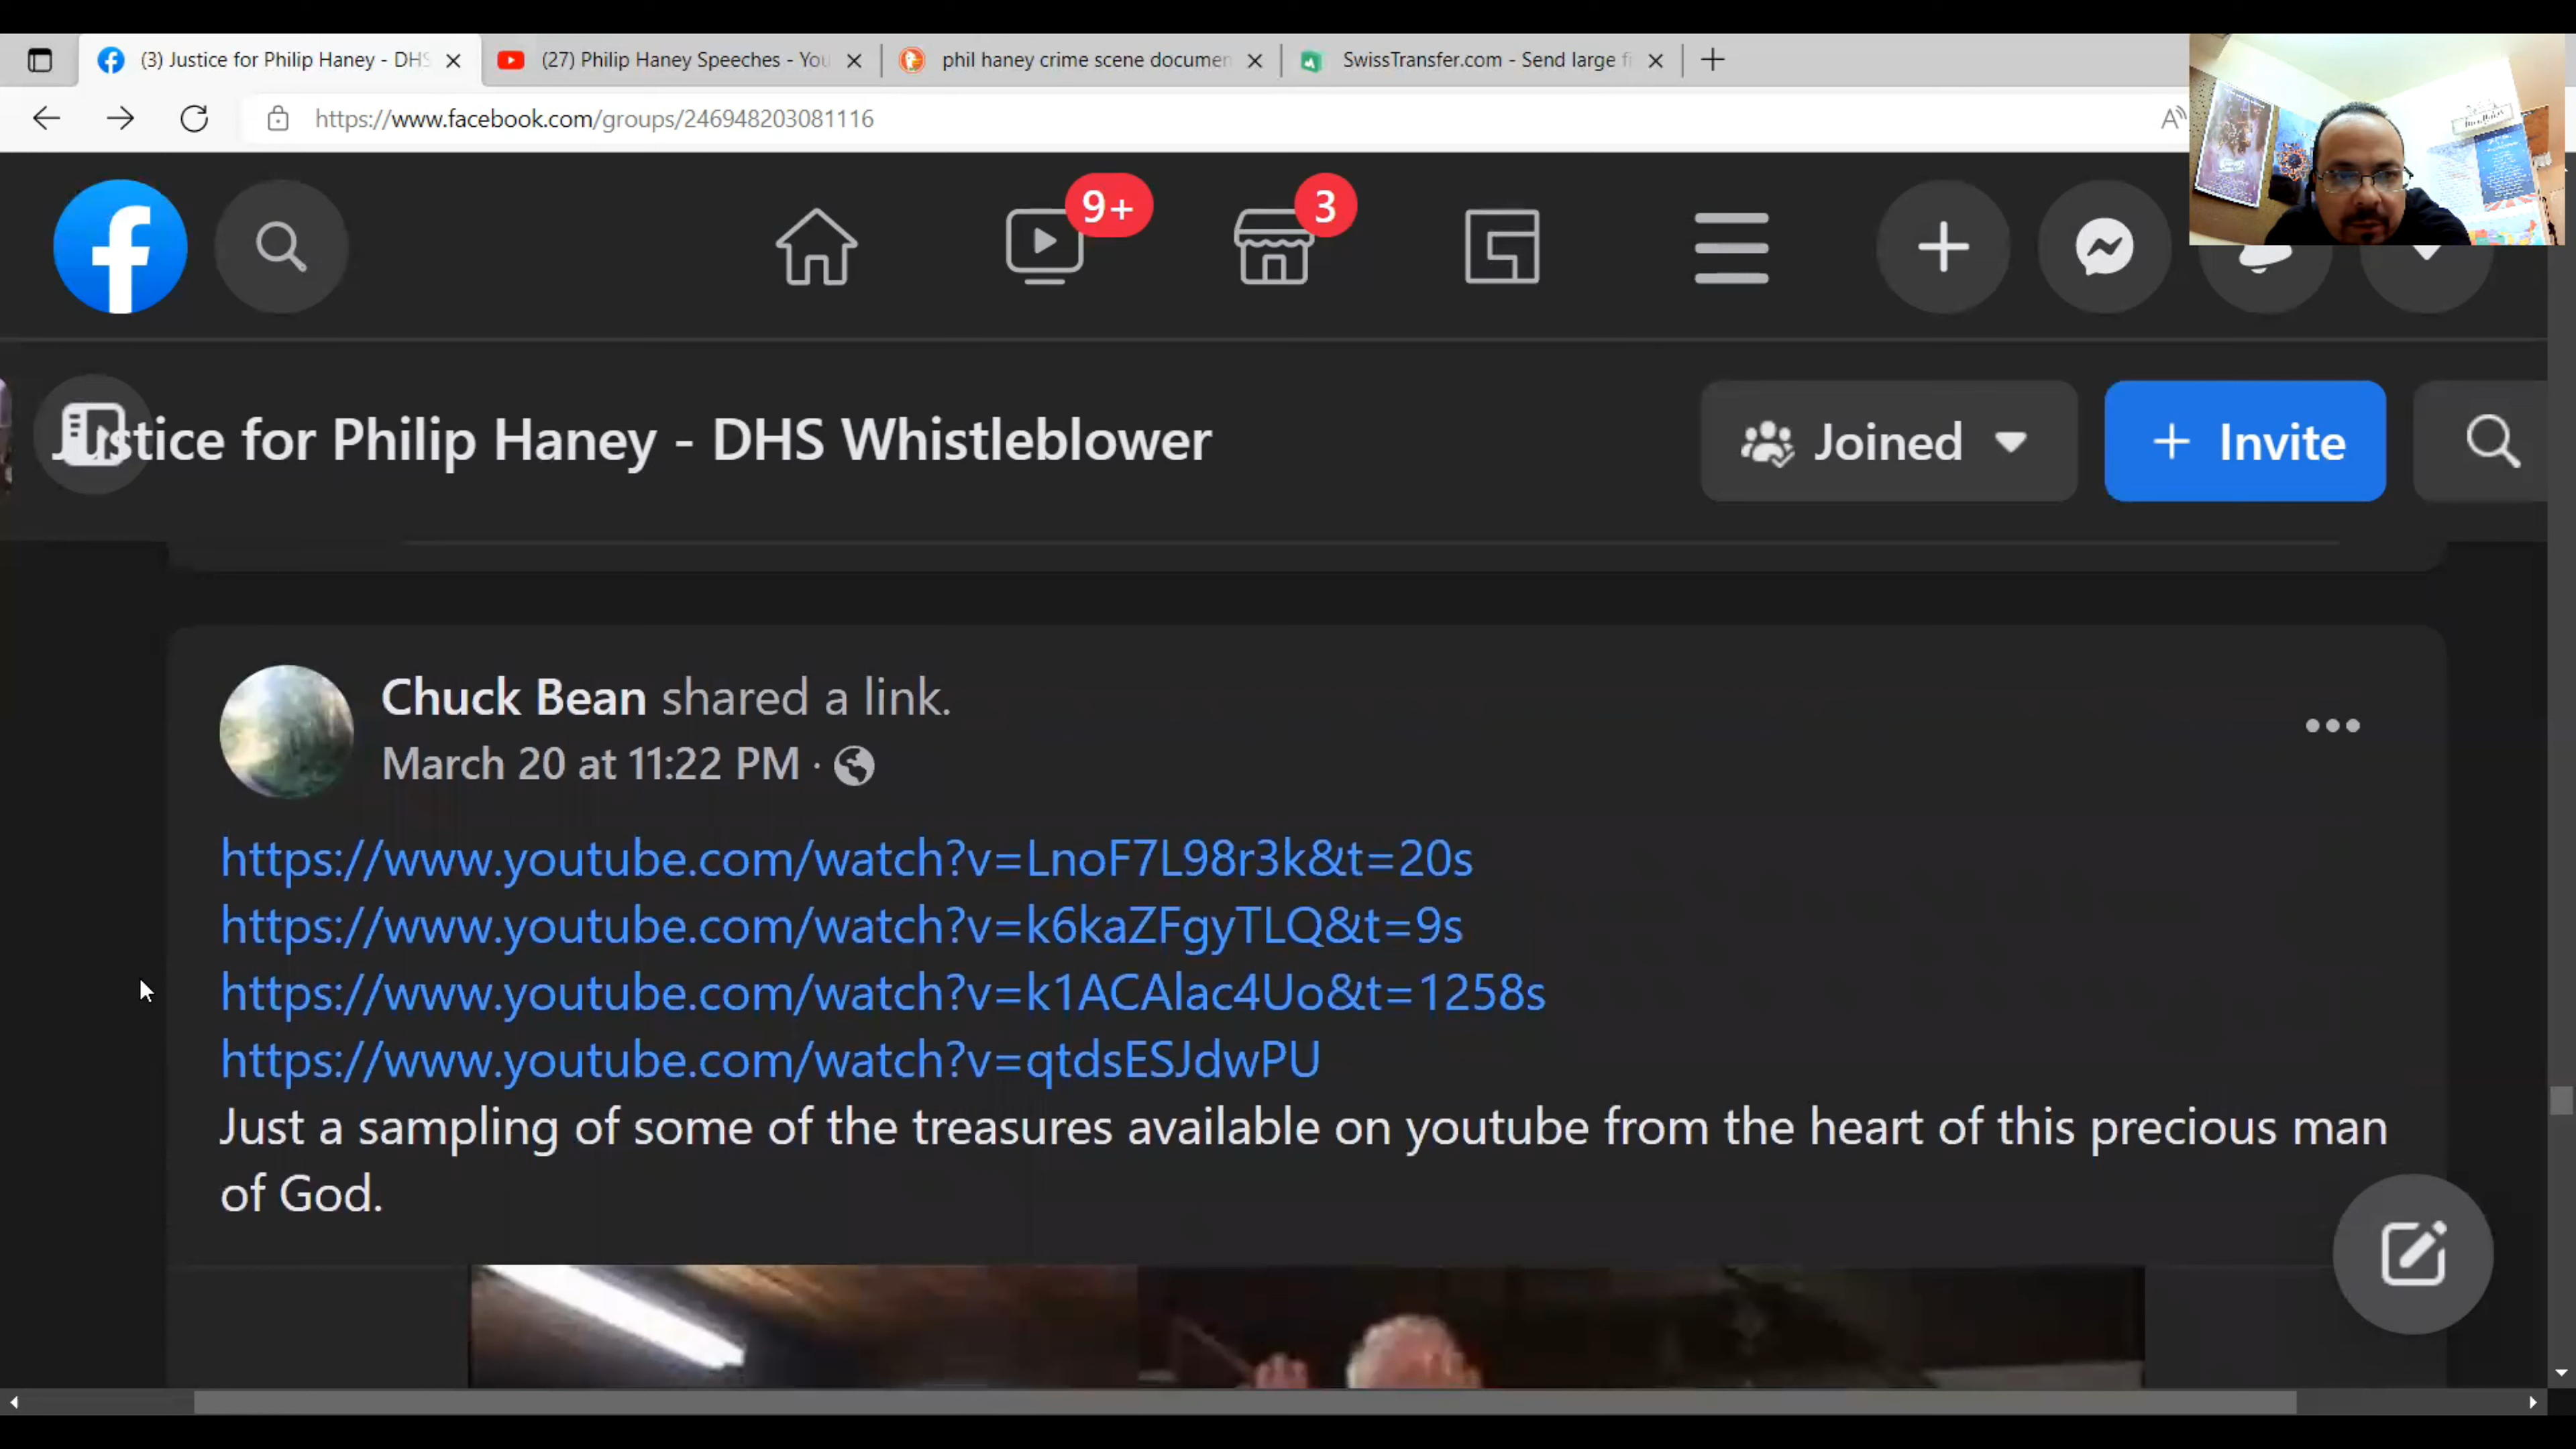 (3) Justice for Philip Haney - DHS
(27) Philip Haney Speeches - You
phil haney crime scene documen
SwissTransfer.com - Send large f
https://www.facebook.com/groups/246948203081116
9+
3
Justice for Philip Haney - DHS Whistleblower
Joined
+ Invite
Chuck Bean shared a link.
March 20 at 11:22 PM ·
https://www.youtube.com/watch?v=LnoF7L98r3k&t=20s
https://www.youtube.com/watch?v=k6kaZFgyTLQ&t=9s
https://www.youtube.com/watch?v=k1ACAlac4Uo&t=1258s
https://www.youtube.com/watch?v=qtdsESJdwPU
Just a sampling of some of the treasures available on youtube from the heart of this precious man
of God.